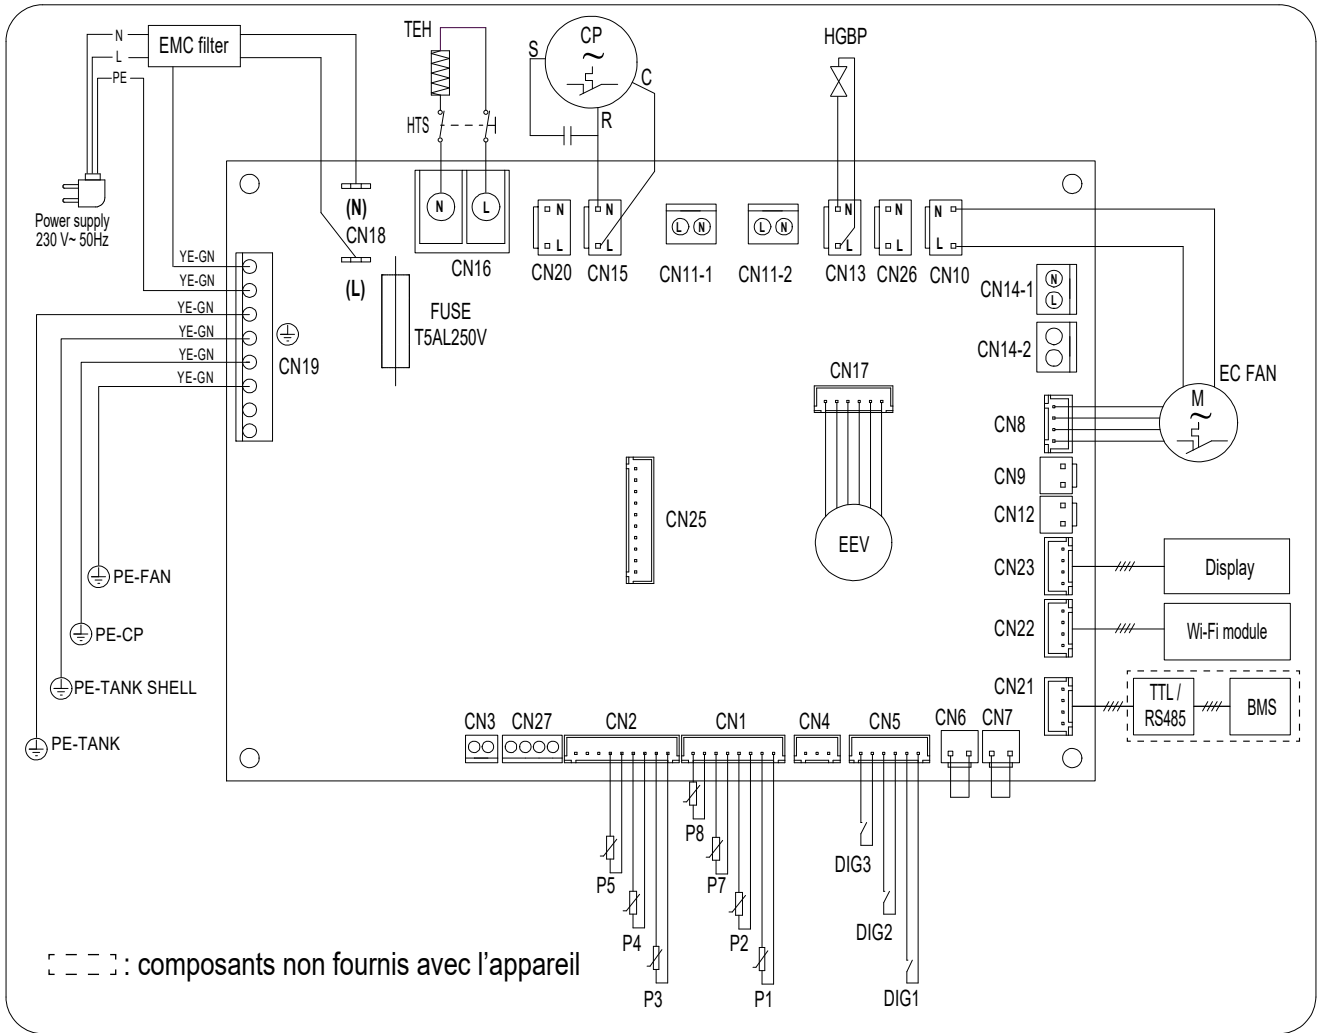 N
L
PE
EMC filter
TEH
HTS
S
CP
~
C
R
HGBP
Power supply
230 V~ 50Hz
(N)
CN18
(L)
N
L
CN16
N
L
CN20
N
L
CN15
L N
CN11-1
L N
CN11-2
N
L
CN13
N
L
CN26
N
L
CN10
YE-GN
YE-GN
YE-GN
YE-GN
YE-GN
YE-GN
CN19
FUSE
T5AL250V
CN14-1
N
L
CN14-2
EC FAN
M
~
CN17
CN8
CN9
CN12
CN25
EEV
CN23
Display
CN22
Wi-Fi module
CN21
TTL /
RS485
BMS
PE-FAN
PE-CP
PE-TANK SHELL
PE-TANK
CN3
CN27
CN2
CN1
CN4
CN5
CN6
CN7
P8
P5
P7
DIG3
P4
P2
DIG2
P3
P1
DIG1
: composants non fournis avec l’appareil